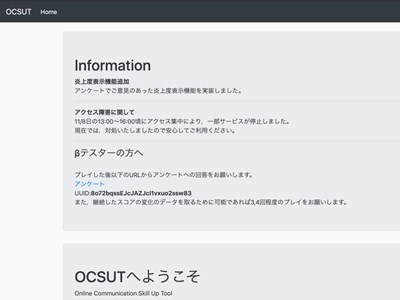 OCSUT Home
Information
炎上度表示機能追加
アンケートでご意見のあった炎上度表示機能を実装しました。
アクセス障害に関して
11/8日の13:00〜16:00頃にアクセス集中により，一部サービスが停止しました。
現在では，対処いたしましたので安心してご利用ください。
βテスターの方へ
プレイした後以下のURLからアンケートへの回答をお願いします。
アンケート
UUID:8o72bqssEJcJAZJcl1vxuo2ssw83
また，継続したスコアの変化のデータを取るために可能であれば3,4回程度のプレイをお願いします。
OCSUTへようこそ
Online Communication Skill Up Tool